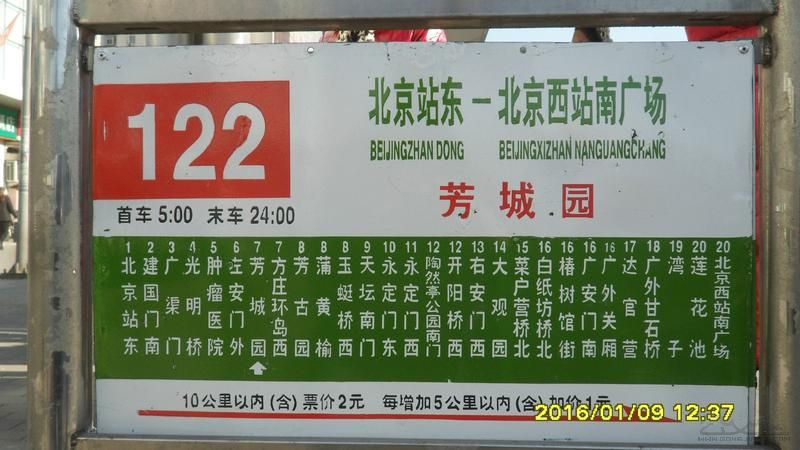 122
首车 5:00 末车 24:00
北京站东 — 北京西站南广场
BEIJINGZHAN DONG BEIJINGXIZHAN NANGUANGCHANG
芳城园
1 北京站东
2 建国门南
3 广渠门
4 光明桥
5 肿瘤医院
6 左安门外
7 芳城园
7 方庄环岛西
8 芳古园
8 蒲黄榆
8 玉蜓桥西
9 天坛南门
10 永定门东
11 永定门西
12 陶然亭公园南门
12 开阳桥西
13 右安门西
14 大观园
15 菜户营桥北
16 白纸坊桥北
16 椿树馆街
16 广安门南
16 广外关厢
17 达官营
18 广外甘石桥
19 湾子
20 莲花池
20 北京西站南广场
10公里以内(含)票价2元 每增加5公里以内(含)加价1元
2016/01/09 12:37